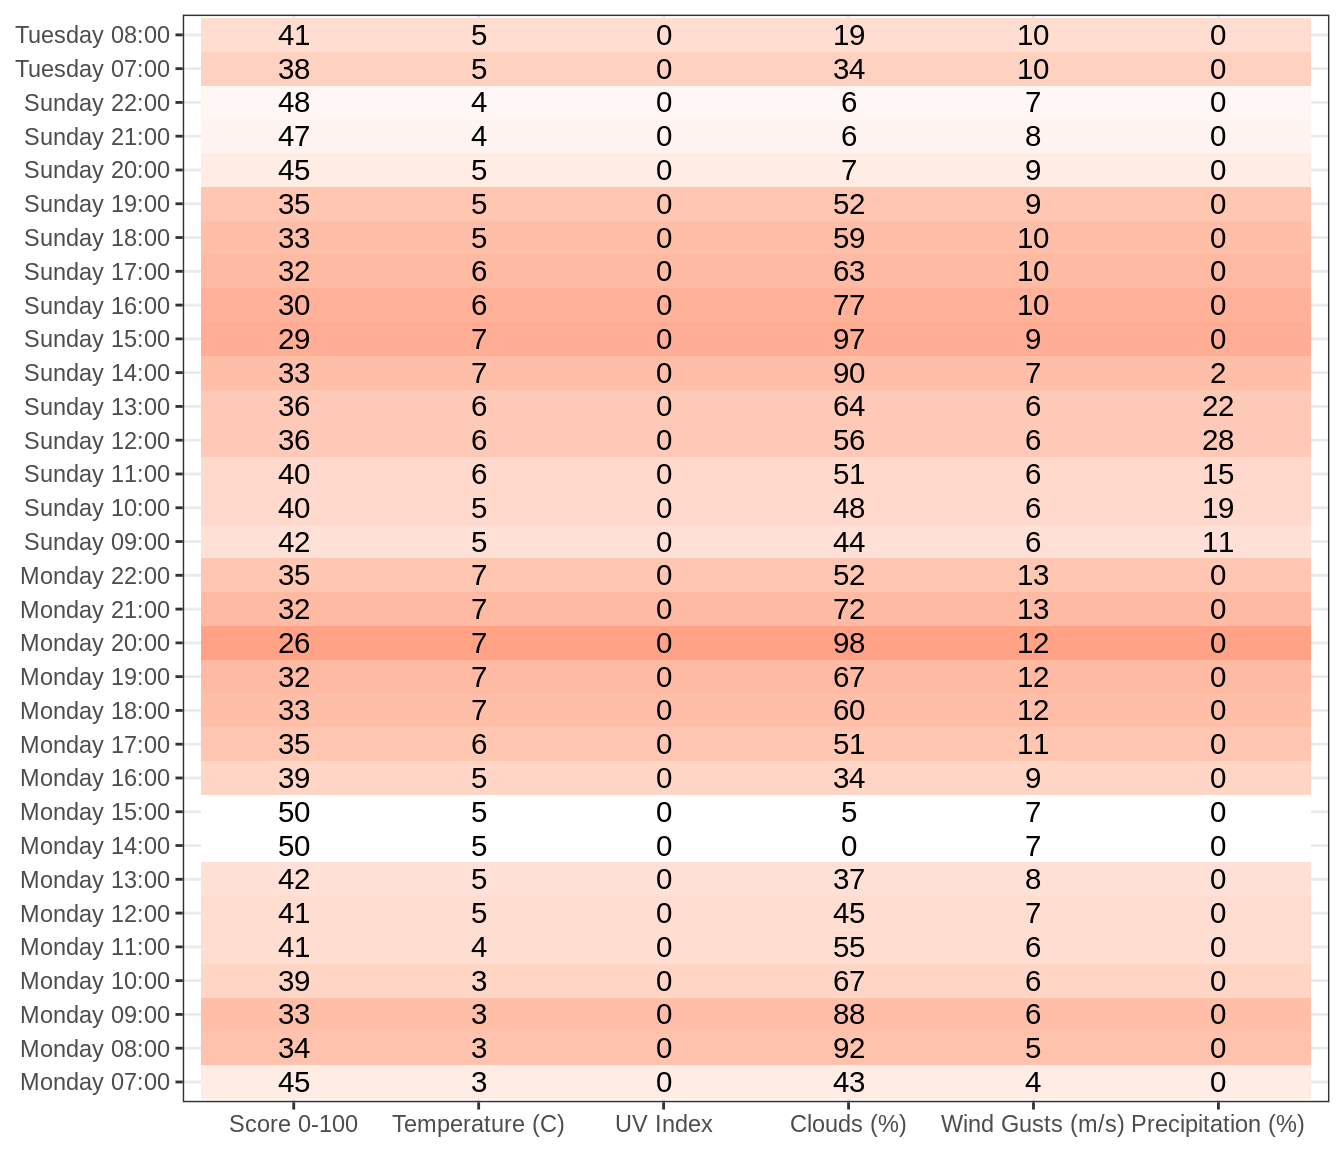 Tuesday 08:00 41 5 0 19 10 0
Tuesday 07:00 38 5 0 34 10 0
Sunday 22:00 48 4 0 6 7 0
Sunday 21:00 47 4 0 6 8 0
Sunday 20:00 45 5 0 7 9 0
Sunday 19:00 35 5 0 52 9 0
Sunday 18:00 33 5 0 59 10 0
Sunday 17:00 32 6 0 63 10 0
Sunday 16:00 30 6 0 77 10 0
Sunday 15:00 29 7 0 97 9 0
Sunday 14:00 33 7 0 90 7 2
Sunday 13:00 36 6 0 64 6 22
Sunday 12:00 36 6 0 56 6 28
Sunday 11:00 40 6 0 51 6 15
Sunday 10:00 40 5 0 48 6 19
Sunday 09:00 42 5 0 44 6 11
Monday 22:00 35 7 0 52 13 0
Monday 21:00 32 7 0 72 13 0
Monday 20:00 26 7 0 98 12 0
Monday 19:00 32 7 0 67 12 0
Monday 18:00 33 7 0 60 12 0
Monday 17:00 35 6 0 51 11 0
Monday 16:00 39 5 0 34 9 0
Monday 15:00 50 5 0 5 7 0
Monday 14:00 50 5 0 0 7 0
Monday 13:00 42 5 0 37 8 0
Monday 12:00 41 5 0 45 7 0
Monday 11:00 41 4 0 55 6 0
Monday 10:00 39 3 0 67 6 0
Monday 09:00 33 3 0 88 6 0
Monday 08:00 34 3 0 92 5 0
Monday 07:00 45 3 0 43 4 0
Score 0-100 Temperature (C) UV Index Clouds (%) Wind Gusts (m/s) Precipitation (%)